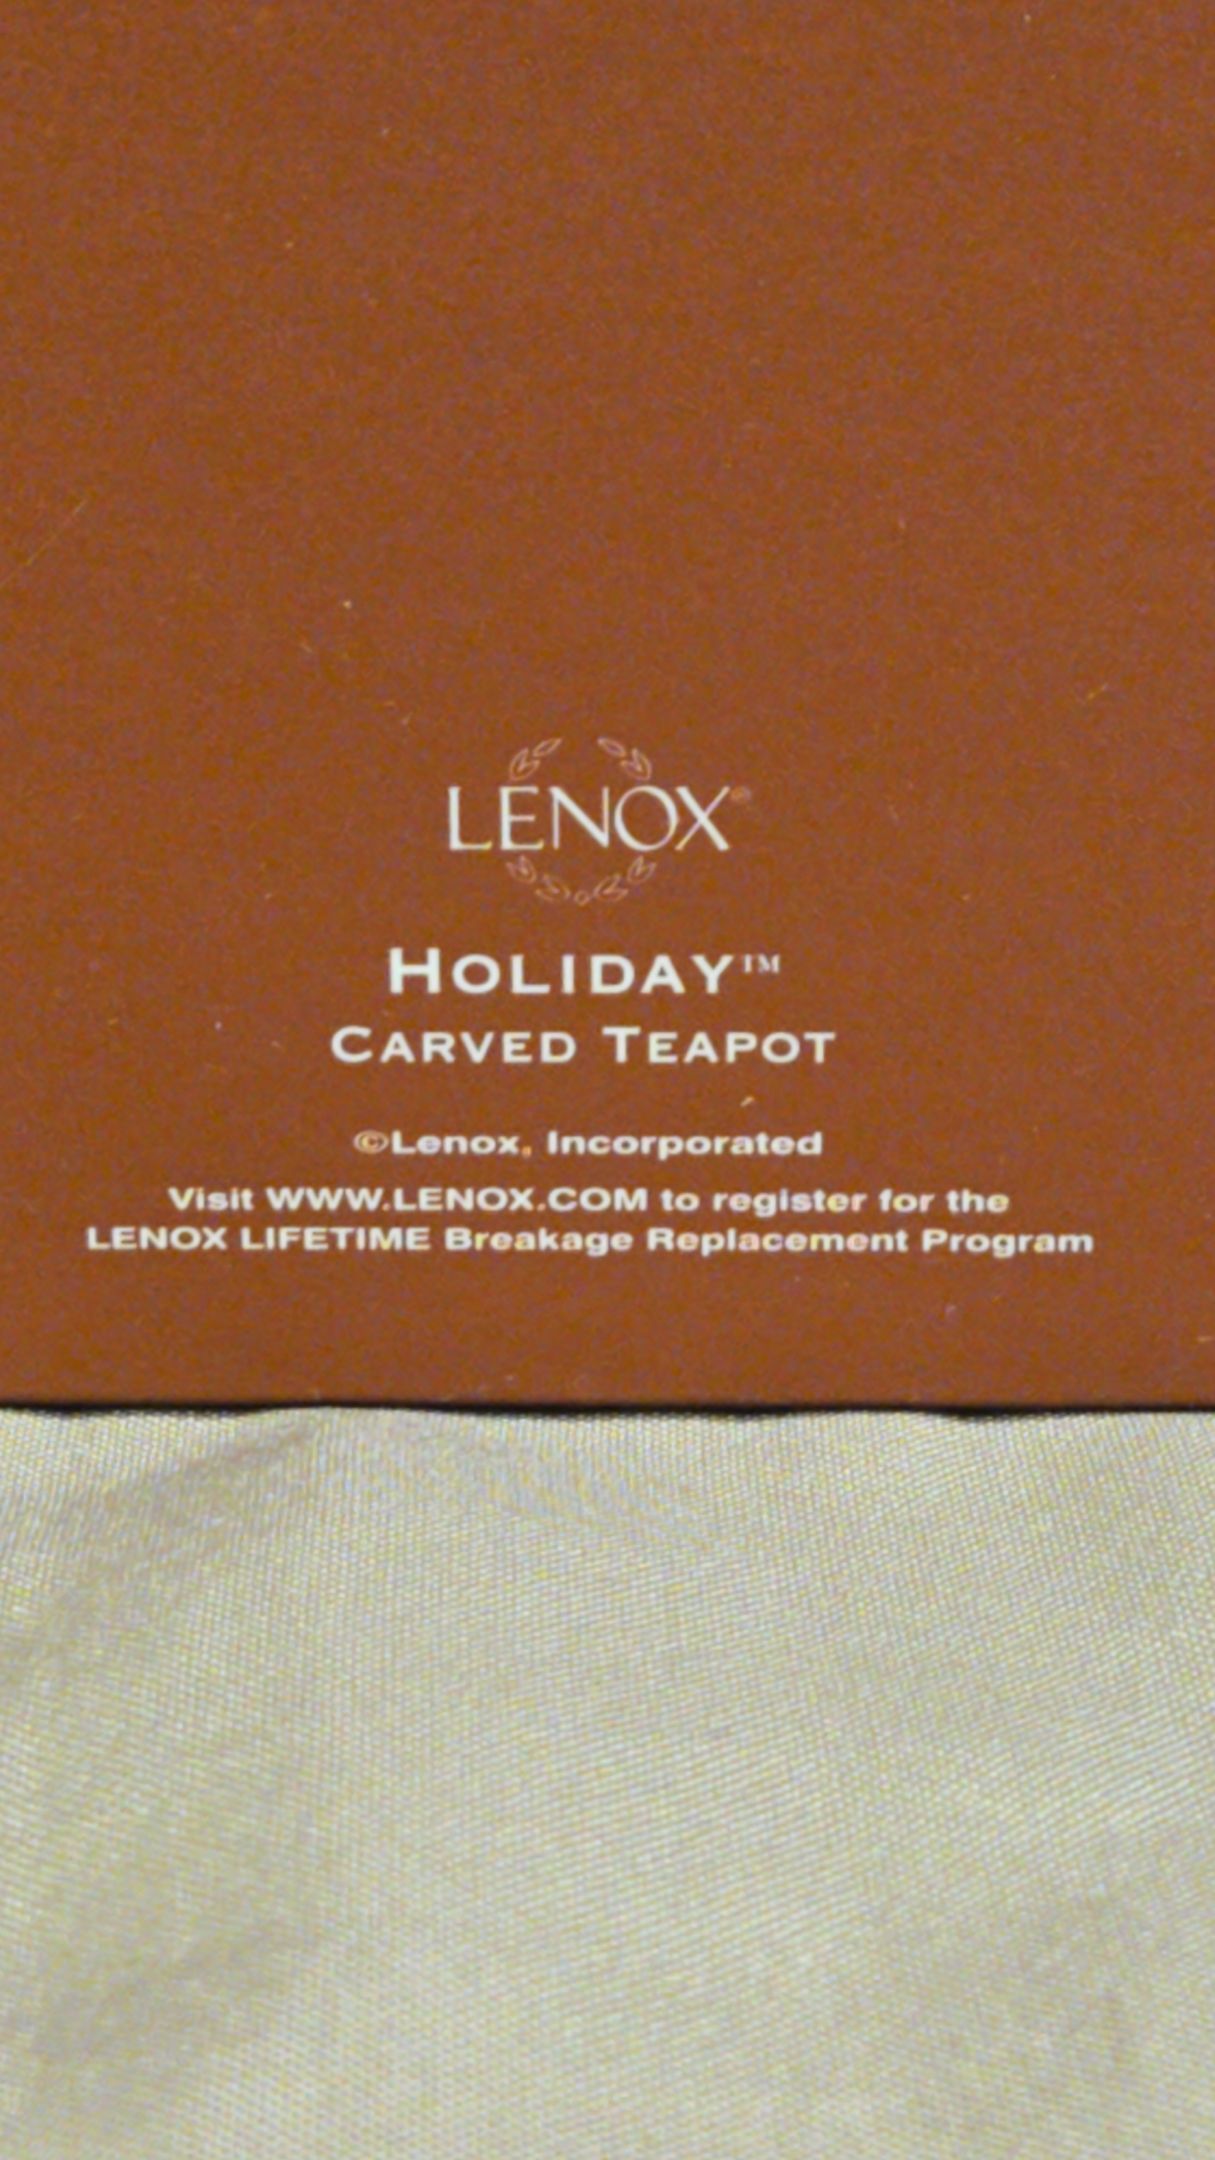 LENOX®
HOLIDAY™
CARVED TEAPOT
©Lenox, Incorporated
Visit WWW.LENOX.COM to register for the
LENOX LIFETIME Breakage Replacement Program